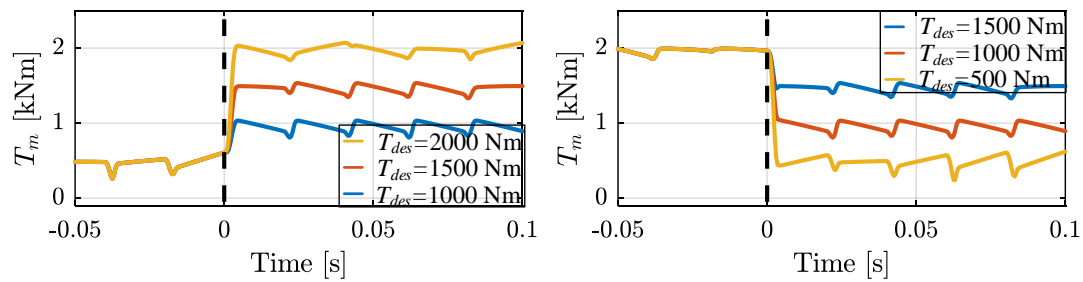 T_m [kNm]
2
1
0
T_des=2000 Nm
T_des=1500 Nm
T_des=1000 Nm
-0.05 0 0.05 0.1
Time [s]
T_m [kNm]
2
1
0
T_des=1500 Nm
T_des=1000 Nm
T_des=500 Nm
-0.05 0 0.05 0.1
Time [s]